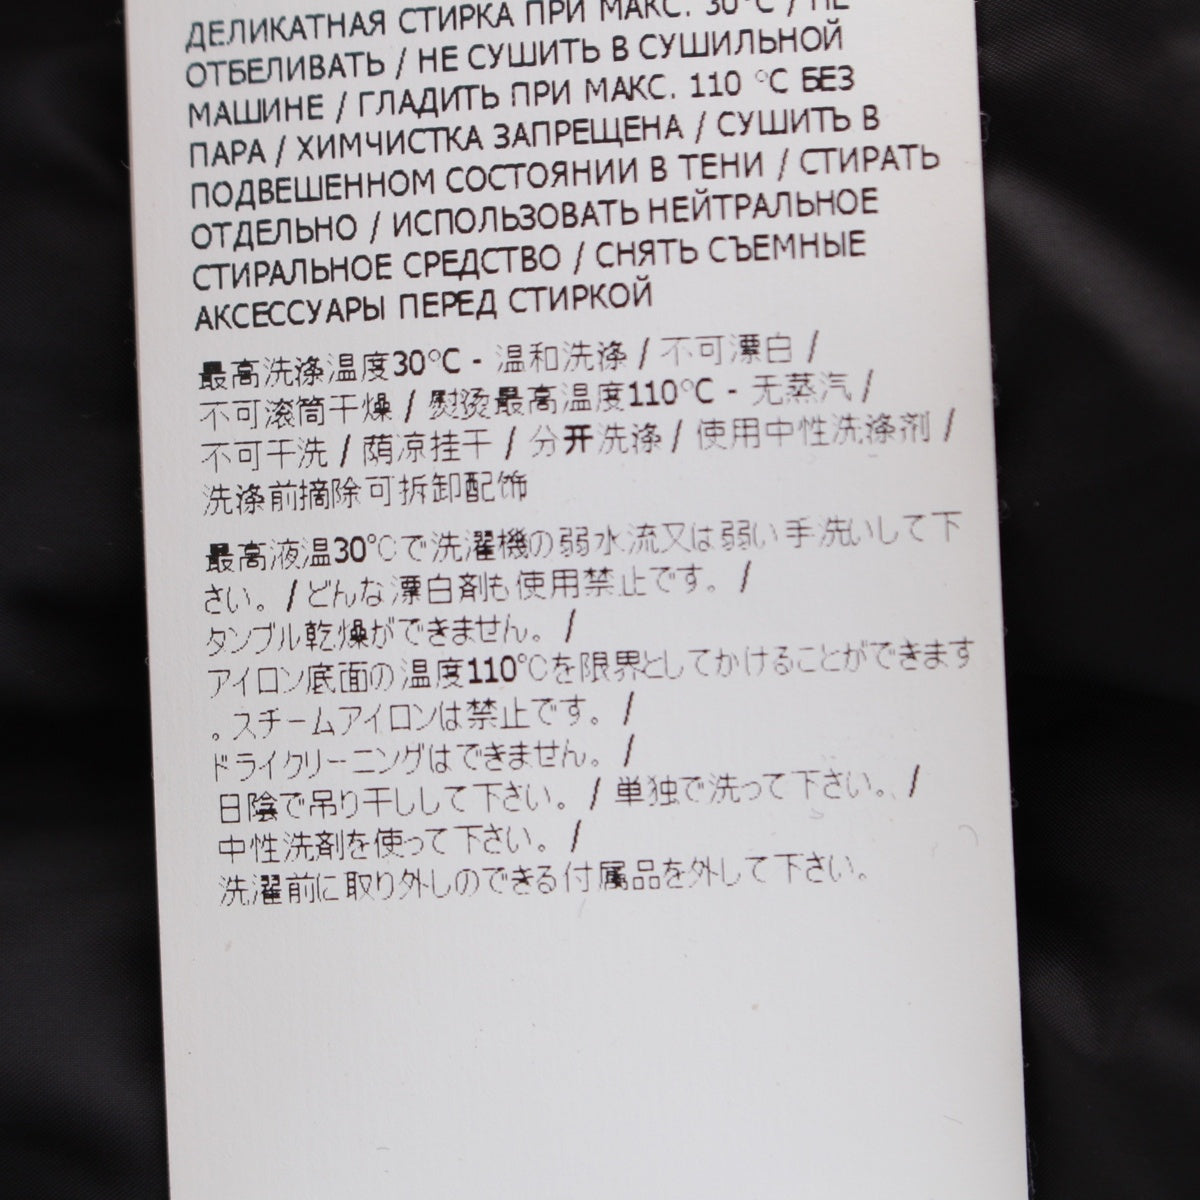 ДЕЛИКАТНАЯ СТИРКА ПРИ МАКС. 30°C / НЕ
ОТБЕЛИВАТЬ / НЕ СУШИТЬ В СУШИЛЬНОЙ
МАШИНЕ / ГЛАДИТЬ ПРИ МАКС. 110 °C БЕЗ
ПАРА / ХИМЧИСТКА ЗАПРЕЩЕНА / СУШИТЬ В
ПОДВЕШЕННОМ СОСТОЯНИИ В ТЕНИ / СТИРАТЬ
ОТДЕЛЬНО / ИСПОЛЬЗОВАТЬ НЕЙТРАЛЬНОЕ
СТИРАЛЬНОЕ СРЕДСТВО / СНЯТЬ СЪЕМНЫЕ
АКСЕССУАРЫ ПЕРЕД СТИРКОЙ
最高洗涤温度30°C - 温和洗涤 / 不可漂白 /
不可滚筒干燥 / 熨烫最高温度110°C - 无蒸汽 /
不可干洗 / 荫凉挂干 / 分开洗涤 / 使用中性洗涤剂 /
洗涤前摘除可拆卸配饰
最高液温30℃で洗濯機の弱水流又は弱い手洗いして下
さい。 / どんな漂白剤も使用禁止です。 /
タンブル乾燥ができません。 /
アイロン底面の温度110℃を限界としてかけることができます
。スチームアイロンは禁止です。 /
ドライクリーニングはできません。 /
日陰で吊り干しして下さい。 / 単独で洗って下さい。 /
中性洗剤を使って下さい。 /
洗濯前に取り外しのできる付属品を外して下さい。